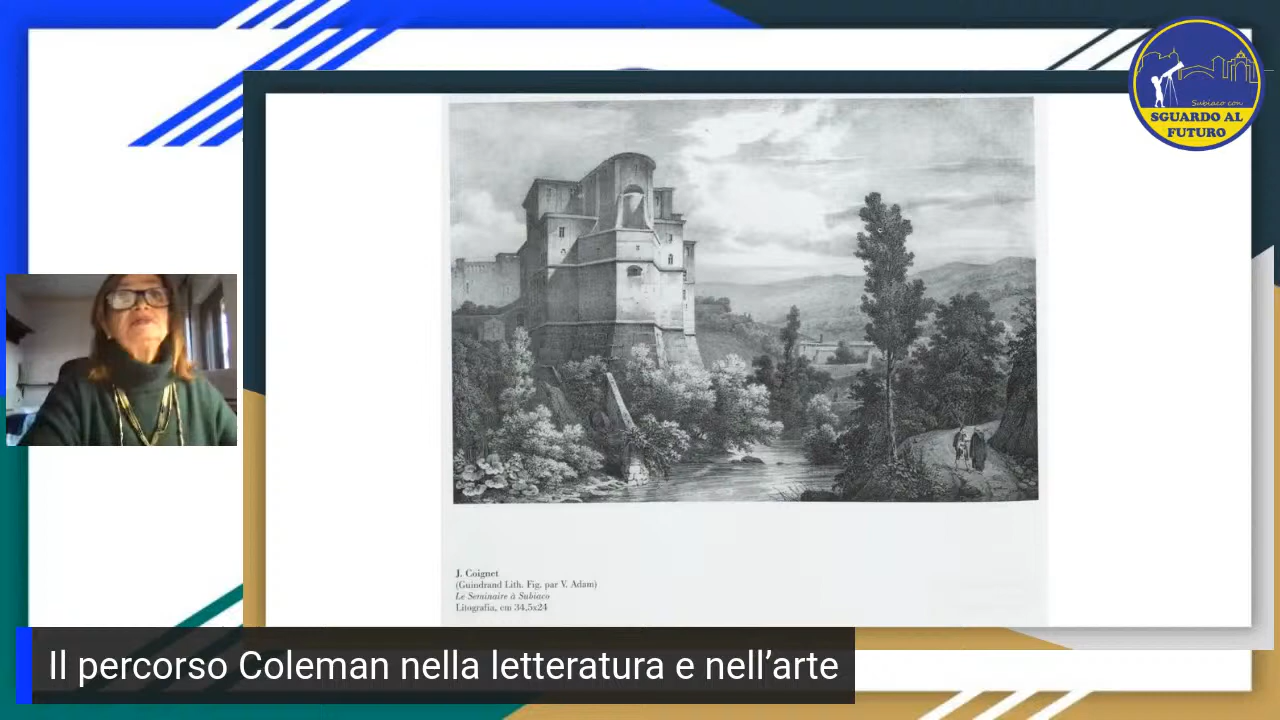 Subiaco con
SGUARDO AL
FUTURO
J. Coignet
(Guindrand Lith. Fig. par V. Adam)
Le Seminaire à Subiaco
Litografia, cm 34,5x24
Il percorso Coleman nella letteratura e nell’arte